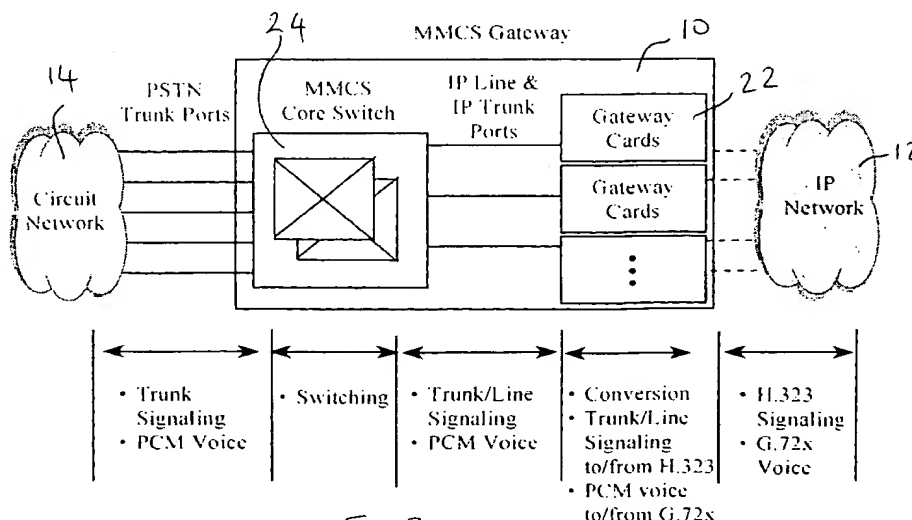 24
MMCS Gateway
10
14
PSTN
Trunk Ports
MMCS
Core Switch
IP Line &
IP Trunk
Ports
22
Gateway
Cards
12
Circuit
Network
Gateway
Cards
IP
Network
• Trunk
Signaling
• PCM Voice
• Switching
• Trunk/Line
Signaling
• PCM Voice
• Conversion
• Trunk/Line
Signaling
to/from H.323
• PCM voice
to/from G.72x
• H.323
Signaling
• G.72x
Voice